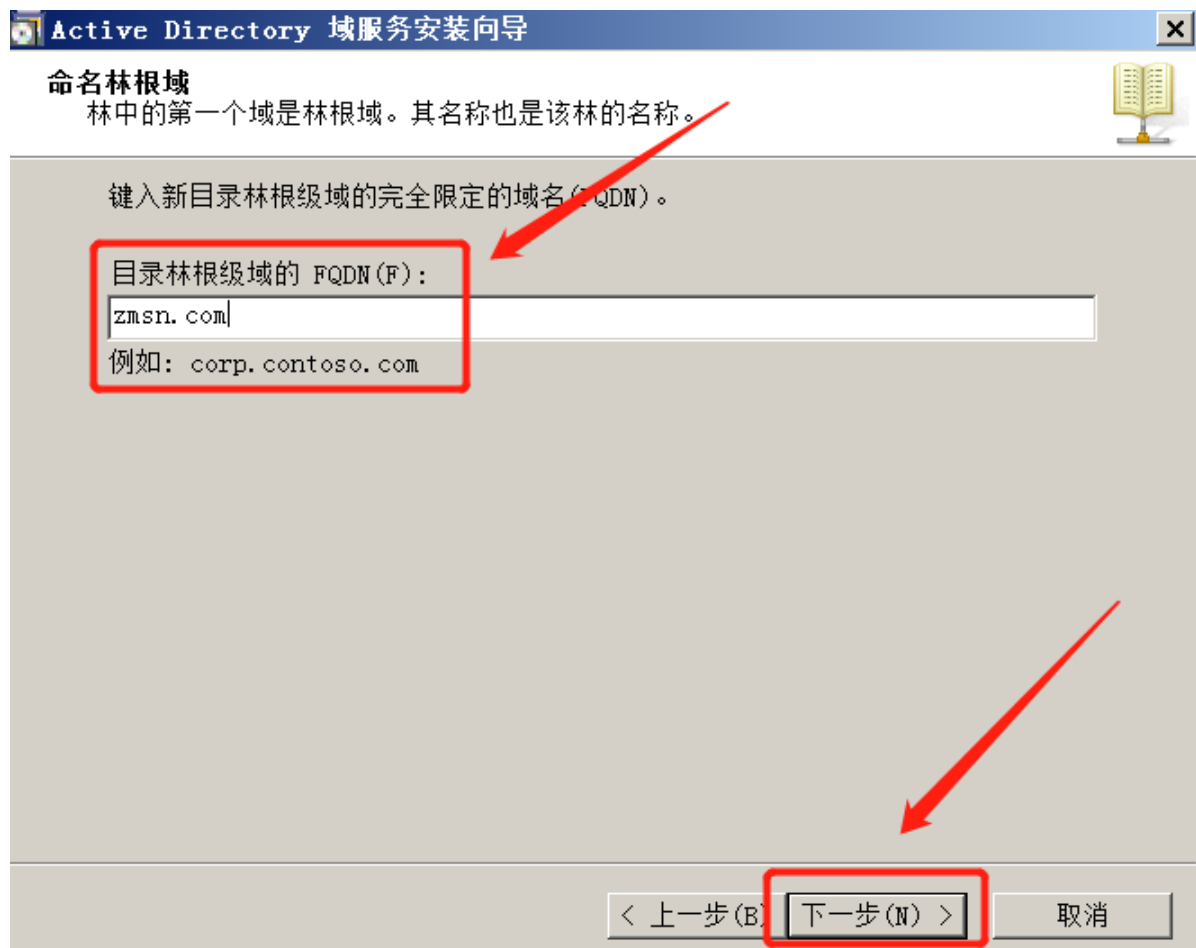 Active Directory 域服务安装向导
命名林根域
林中的第一个域是林根域。其名称也是该林的名称。
键入新目录林根级域的完全限定的域名(FQDN)。
目录林根级域的 FQDN(F):
zmsn.com
例如: corp.contoso.com
< 上一步(B) 下一步(N) > 取消